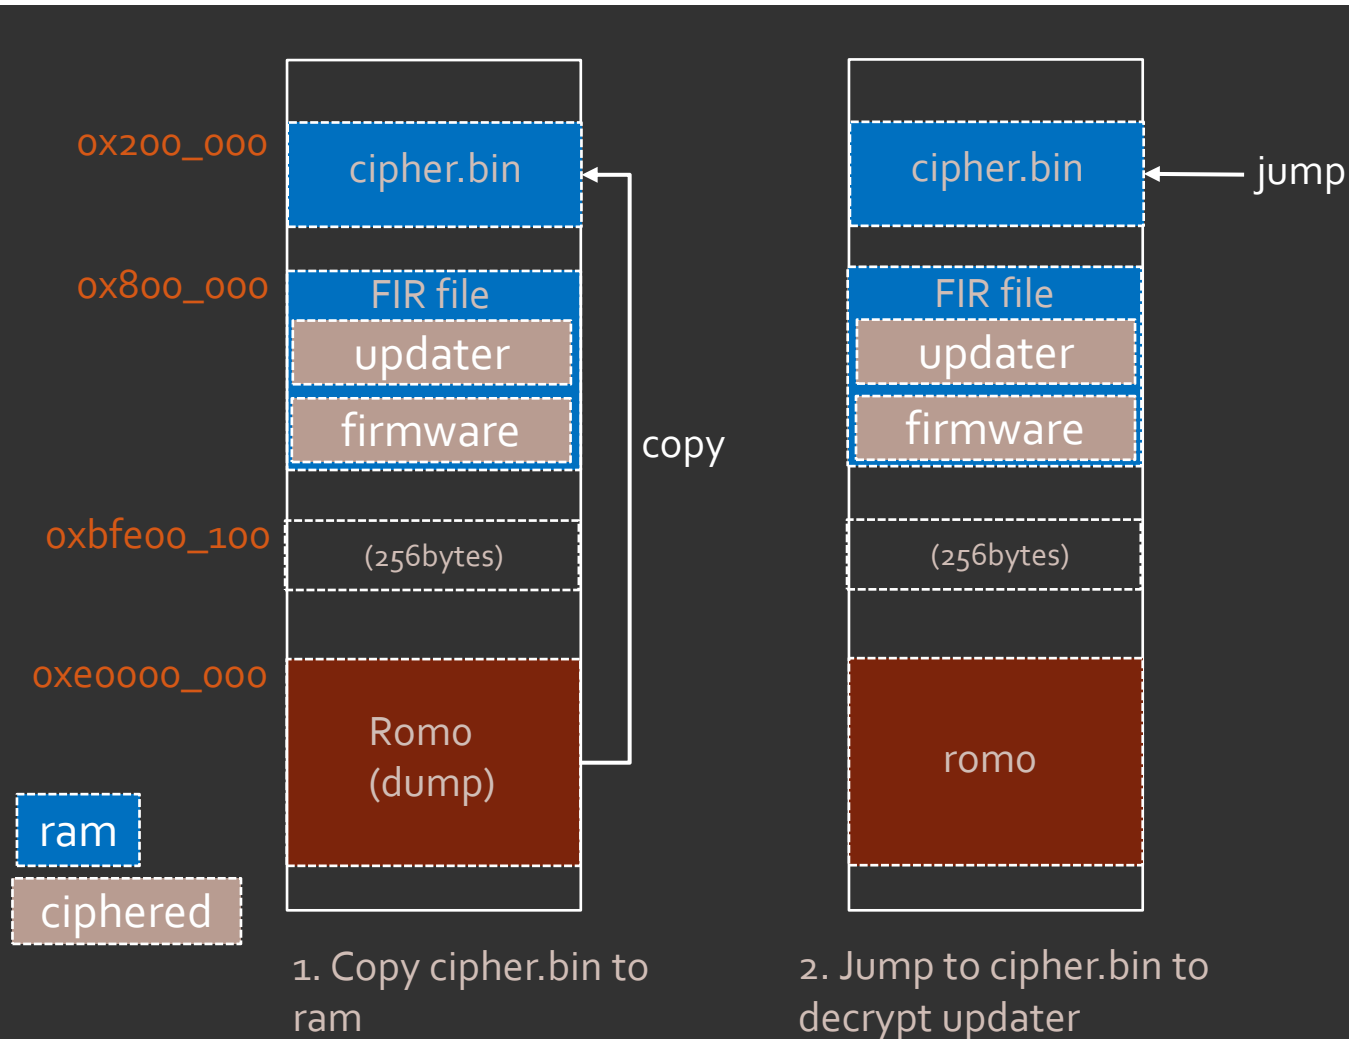 0x200_000
cipher.bin
0x800_000
FIR file
updater
firmware
copy
0xbfe00_100
(256bytes)
0xe0000_000
Romo
(dump)
ram
ciphered
1. Copy cipher.bin to
ram
cipher.bin
jump
FIR file
updater
firmware
(256bytes)
romo
2. Jump to cipher.bin to
decrypt updater